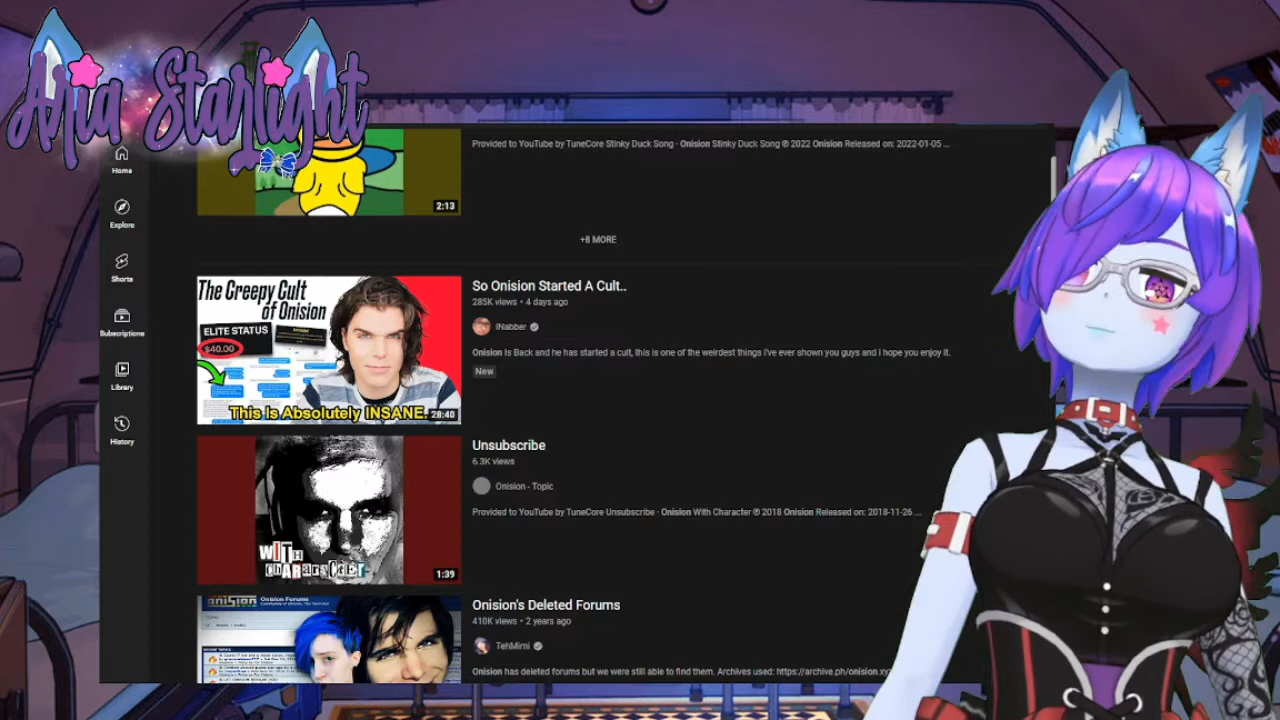 Aria Starlight
Home
Explore
Shorts
Subscriptions
Library
History
2:13
Provided to YouTube by TuneCore Stinky Duck Song · Onision Stinky Duck Song ℗ 2022 Onision Released on: 2022-01-05 ...
+8 MORE
The Creepy Cult
of Onision
ELITE STATUS
$40.00
This Is Absolutely INSANE.
28:40
So Onision Started A Cult..
285K views • 4 days ago
INabber
Onision Is Back and he has started a cult, this is one of the weirdest things i've ever shown you guys and i hope you enjoy it.
New
WITH
CHARACTER
1:39
Unsubscribe
6.3K views
Onision - Topic
Provided to YouTube by TuneCore Unsubscribe · Onision With Character ℗ 2018 Onision Released on: 2018-11-26 ...
ONISION
Onision Forums
Onision's Deleted Forums
410K views • 2 years ago
TehMimi
Onision has deleted forums but we were still able to find them. Archives used: https://archive.ph/onision.xy